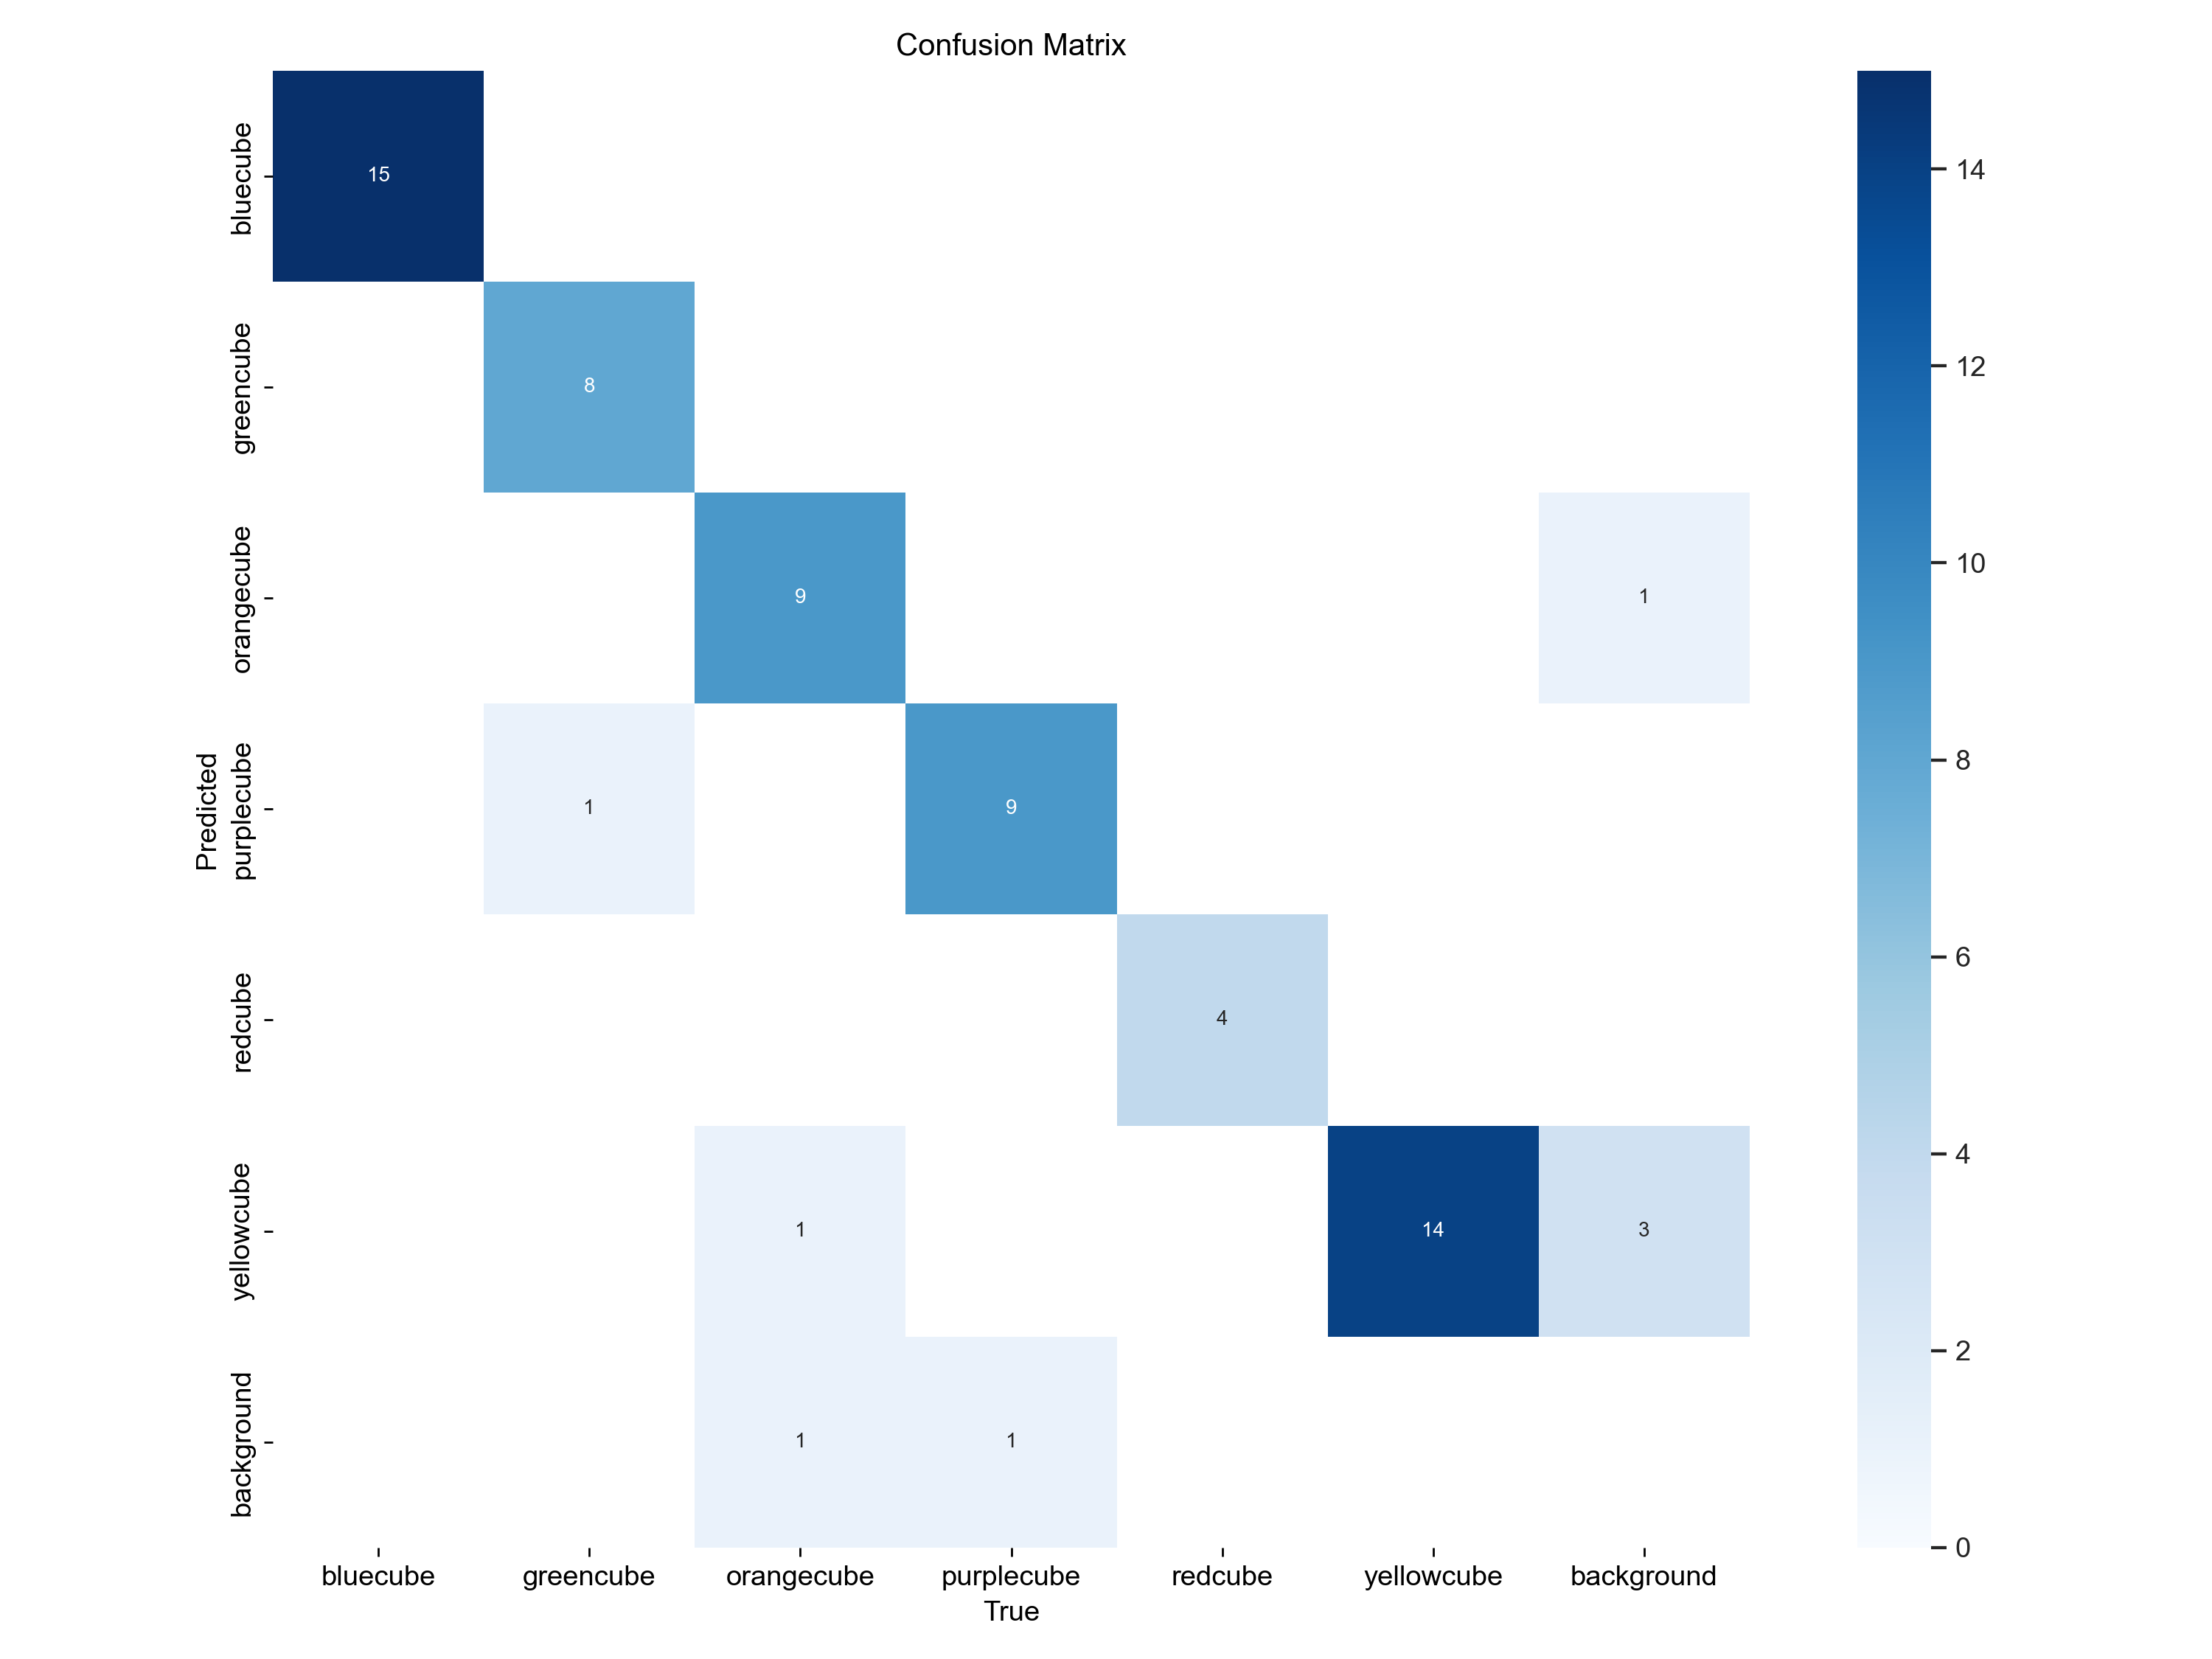 Confusion Matrix
bluecube
15
14
12
greencube
8
10
orangecube
9
1
8
Predicted
purplecube
1
9
6
redcube
4
4
yellowcube
1
14
3
2
background
1
1
0
bluecube greencube orangecube purplecube redcube yellowcube background
True